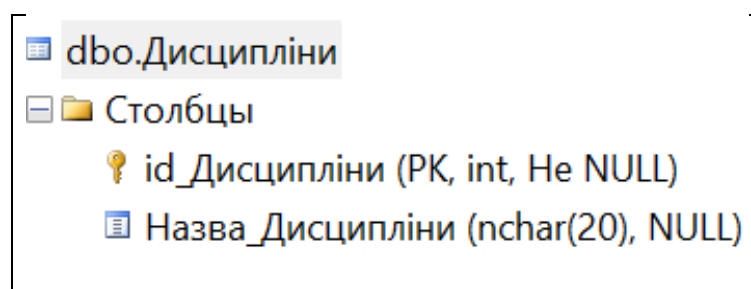 dbo.Дисципліни
Столбцы
id_Дисципліни (PK, int, Не NULL)
Назва_Дисципліни (nchar(20), NULL)